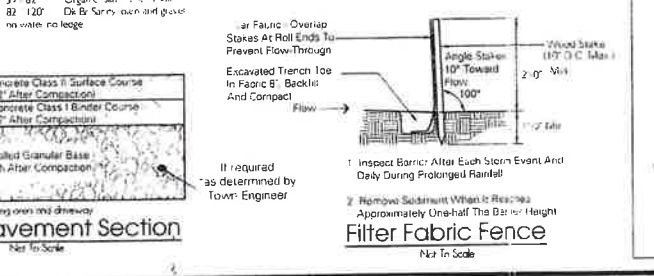 82 120" Dk Br Sandy loam and gravel
no water no ledge
Concrete Class II Surface Course
After Compaction)
Concrete Class I Binder Course
After Compaction)
Granular Base
After Compaction
If required
as determined by
Town Engineer
and driveway
Pavement Section
Not To Scale
Fabric Overlap
Stakes At Roll Ends To
Prevent Flow-Through
Excavated Trench Toe
In Fabric 6", Backfill
And Compact
Flow
Angle Stakes
10° Toward
Flow
100°
Wood Stake
(10' O.C. Max.)
2'-0" Min
1. Inspect Barrier After Each Storm Event And
Daily During Prolonged Rainfall
2. Remove Sediment When It Reaches
Approximately One-half The Barrier Height
Filter Fabric Fence
Not To Scale